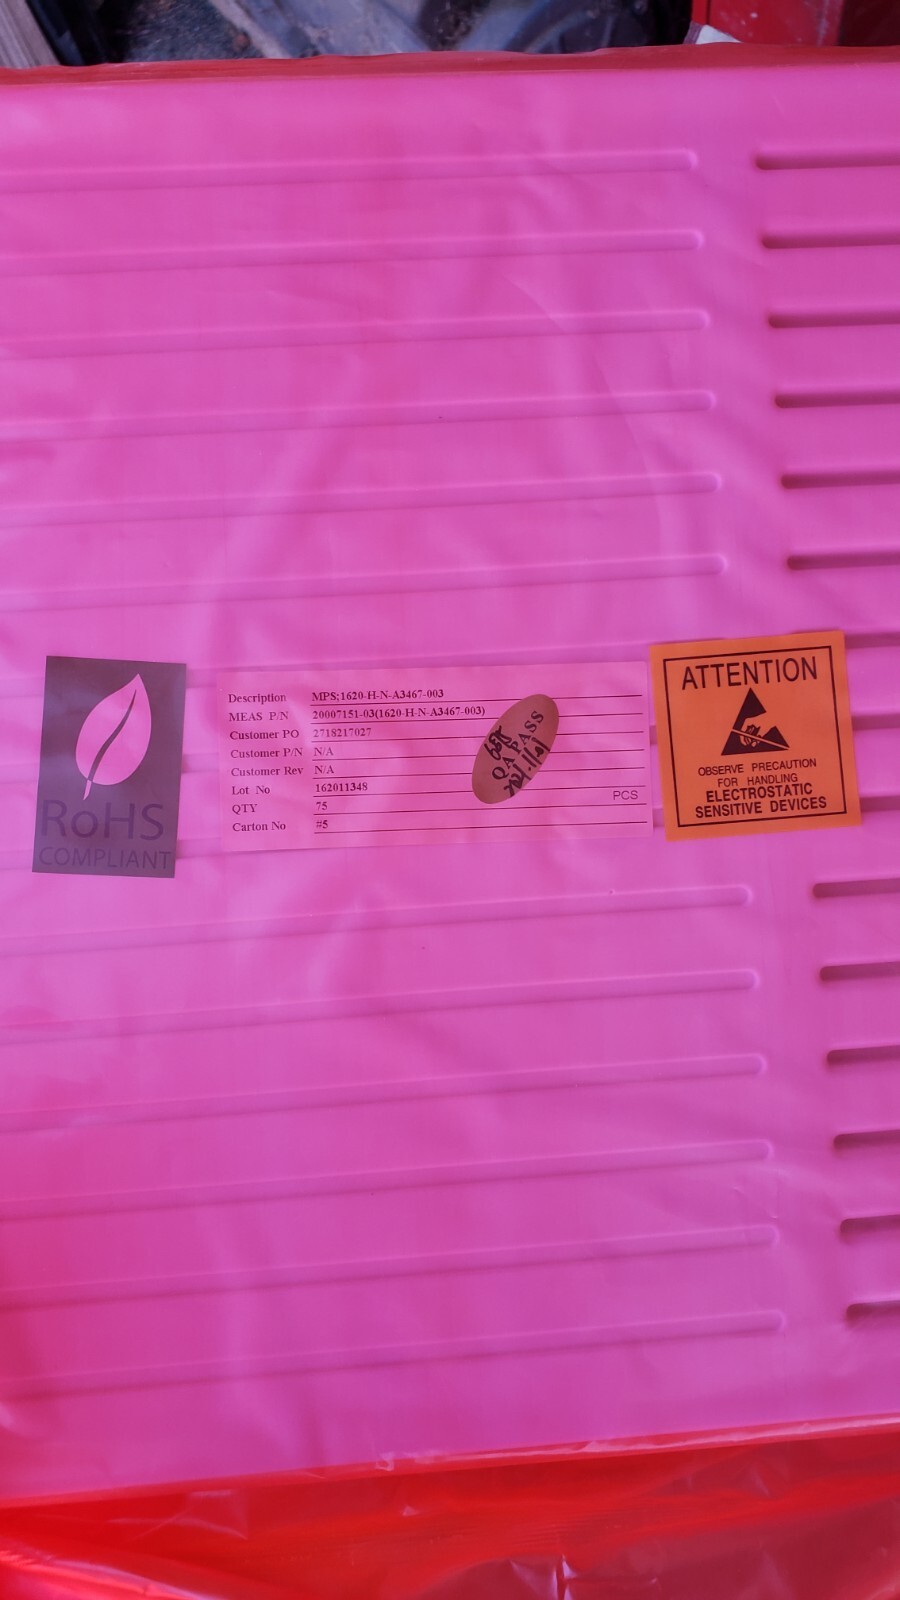 RoHS
COMPLIANT
Description MPS;1620-H-N-A3467-003
MEAS P/N 20007151-03(1620-H-N-A3467-003)
Customer PO 2718217027
Customer P/N N/A
Customer Rev N/A
Lot No 162011348
QTY 75 PCS
Carton No #5
QA PASS
ATTENTION
OBSERVE PRECAUTION
FOR HANDLING
ELECTROSTATIC
SENSITIVE DEVICES